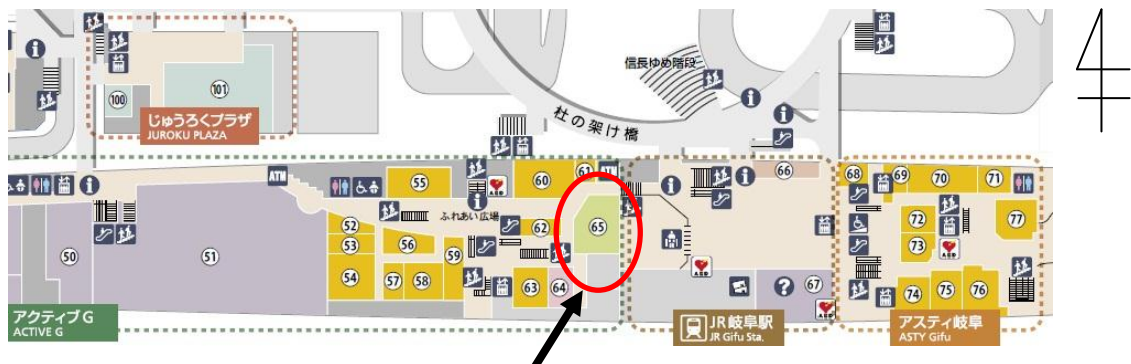 信長ゆめ階段
杜の架け橋
100
101
じゅうろくプラザ
JUROKU PLAZA
ATM
55
60
61
66
68
69
70
71
50
51
52
53
54
56
57
58
59
ふれあい広場
62
63
64
65
AED
AED
67
AED
72
73
AED
74
75
76
77
アクティブG
ACTIVE G
JR岐阜駅
JR Gifu Sta.
アスティ岐阜
ASTY Gifu